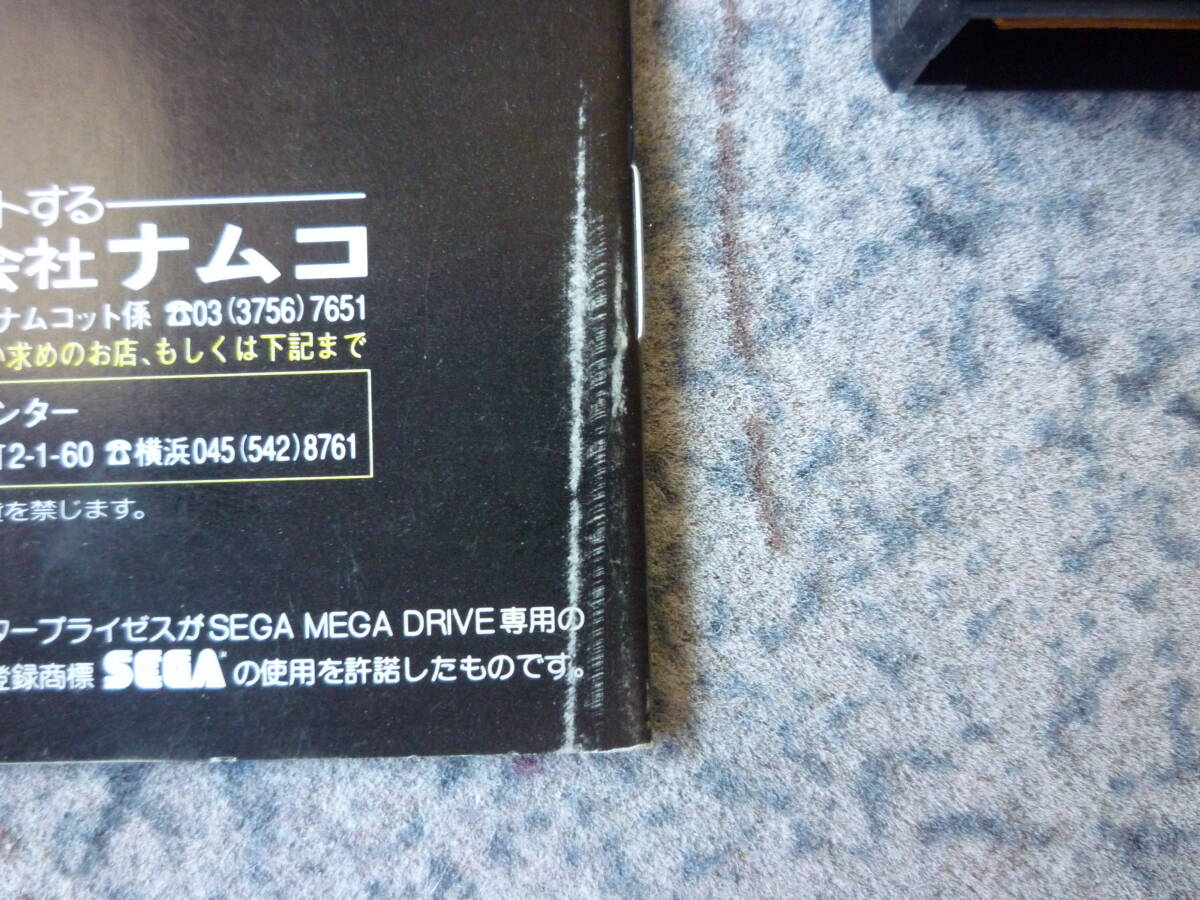 トする
会社ナムコ
ナムコット係 ☎03(3756)7651
求めのお店、もしくは下記まで
ンター
2-1-60 ☎横浜045(542)8761
を禁じます。
タープライゼスがSEGA MEGA DRIVE専用の
登録商標 SEGA の使用を許諾したものです。